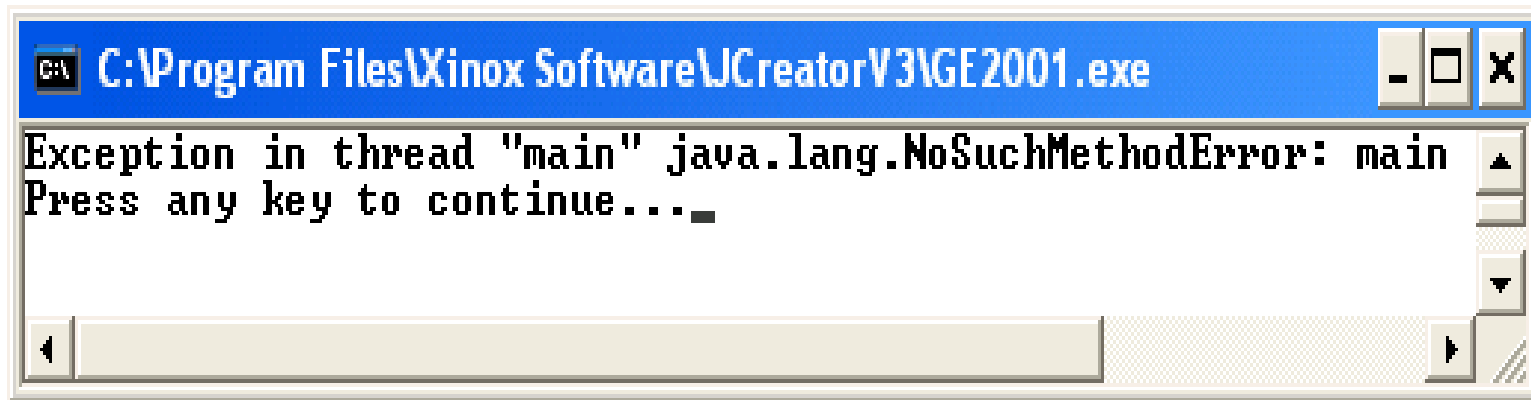 C:\ C:\Program Files\Xinox Software\JCreatorV3\GE2001.exe
Exception in thread "main" java.lang.NoSuchMethodError: main
Press any key to continue..._